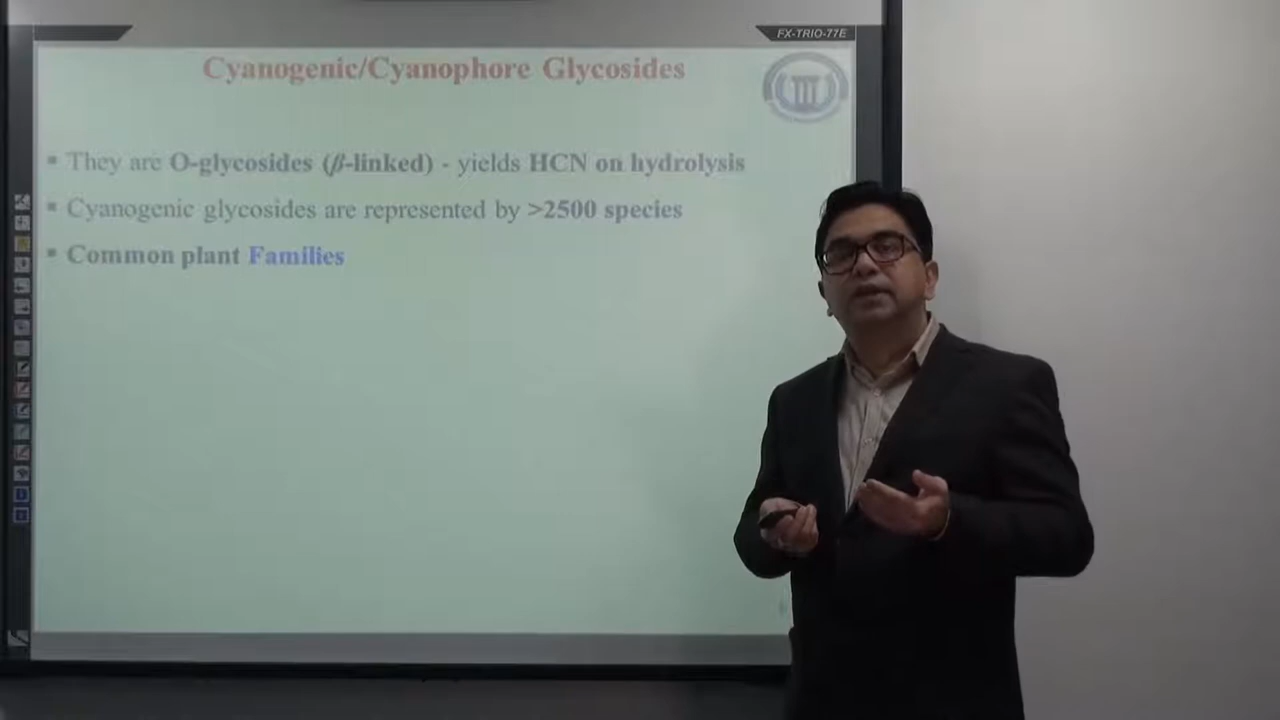 FX-TRIO-77E
Cyanogenic/Cyanophore Glycosides
▪ They are O-glycosides (β-linked) - yields HCN on hydrolysis
▪ Cyanogenic glycosides are represented by >2500 species
▪ Common plant Families